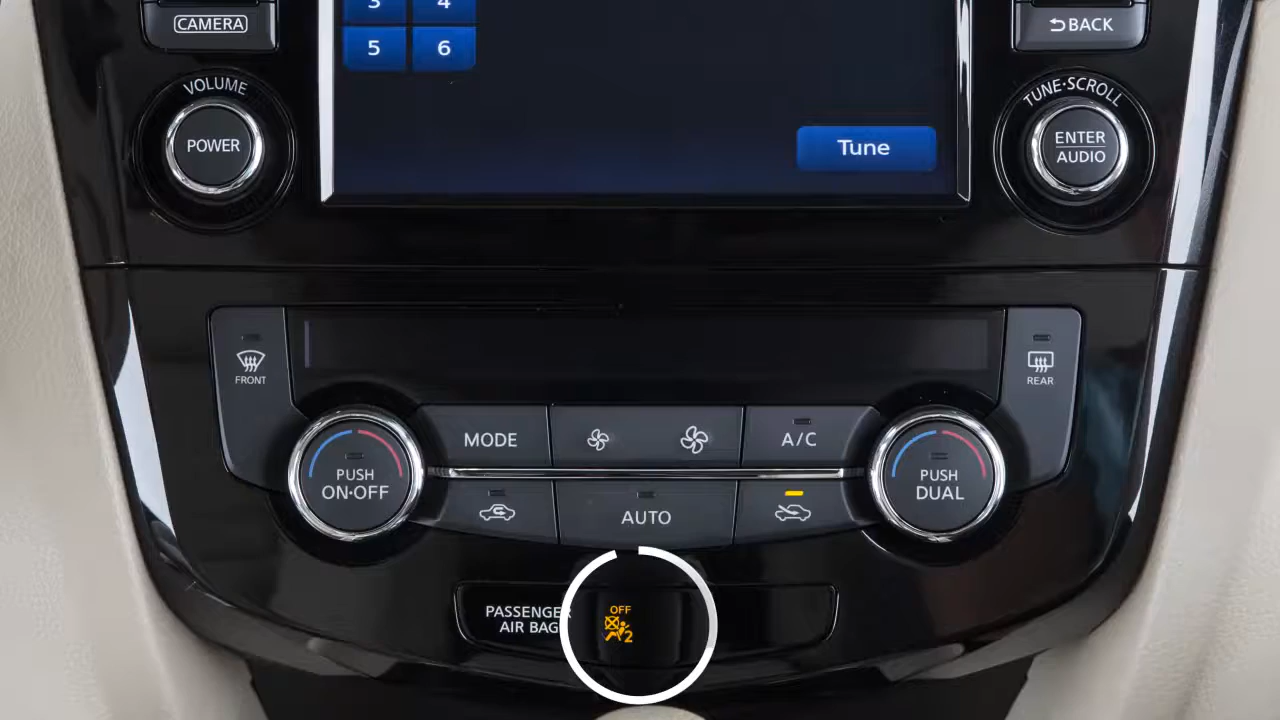 3 4
CAMERA
BACK
5 6
VOLUME
TUNE·SCROLL
POWER
Tune
ENTER
AUDIO
FRONT
REAR
MODE
A/C
PUSH
ON·OFF
PUSH
DUAL
AUTO
PASSENGER
AIR BAG
OFF
2